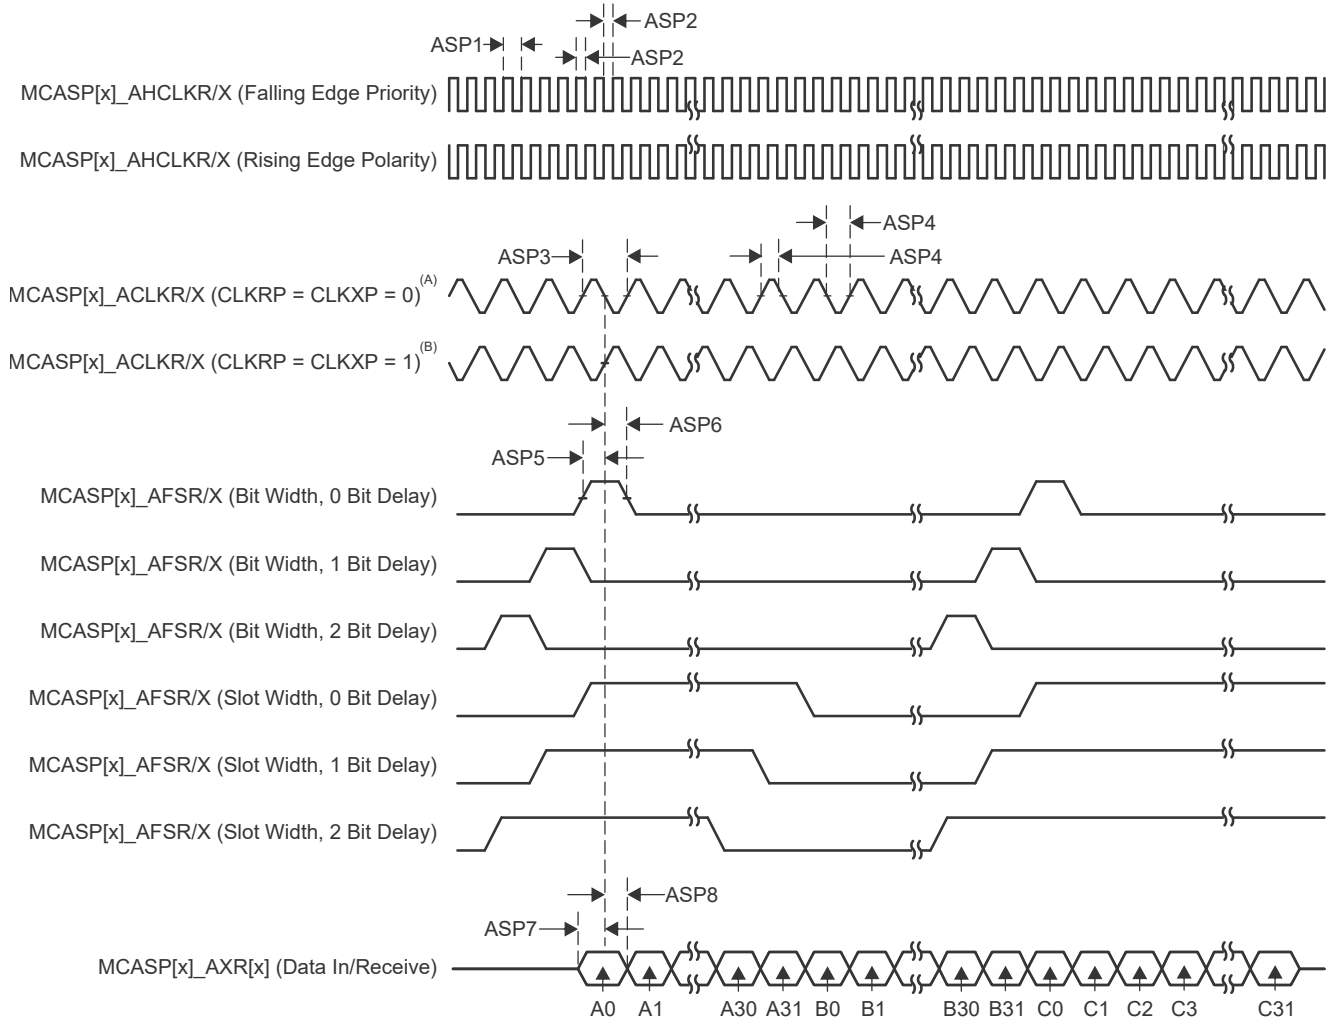 ASP2
ASP1
ASP2
MCASP[x]_AHCLKR/X (Falling Edge Priority)
MCASP[x]_AHCLKR/X (Rising Edge Polarity)
ASP4
ASP3
ASP4
MCASP[x]_ACLKR/X (CLKRP = CLKXP = 0)(A)
MCASP[x]_ACLKR/X (CLKRP = CLKXP = 1)(B)
ASP6
ASP5
MCASP[x]_AFSR/X (Bit Width, 0 Bit Delay)
MCASP[x]_AFSR/X (Bit Width, 1 Bit Delay)
MCASP[x]_AFSR/X (Bit Width, 2 Bit Delay)
MCASP[x]_AFSR/X (Slot Width, 0 Bit Delay)
MCASP[x]_AFSR/X (Slot Width, 1 Bit Delay)
MCASP[x]_AFSR/X (Slot Width, 2 Bit Delay)
ASP8
ASP7
MCASP[x]_AXR[x] (Data In/Receive)
A0 A1 A30 A31 B0 B1 B30 B31 C0 C1 C2 C3 C31